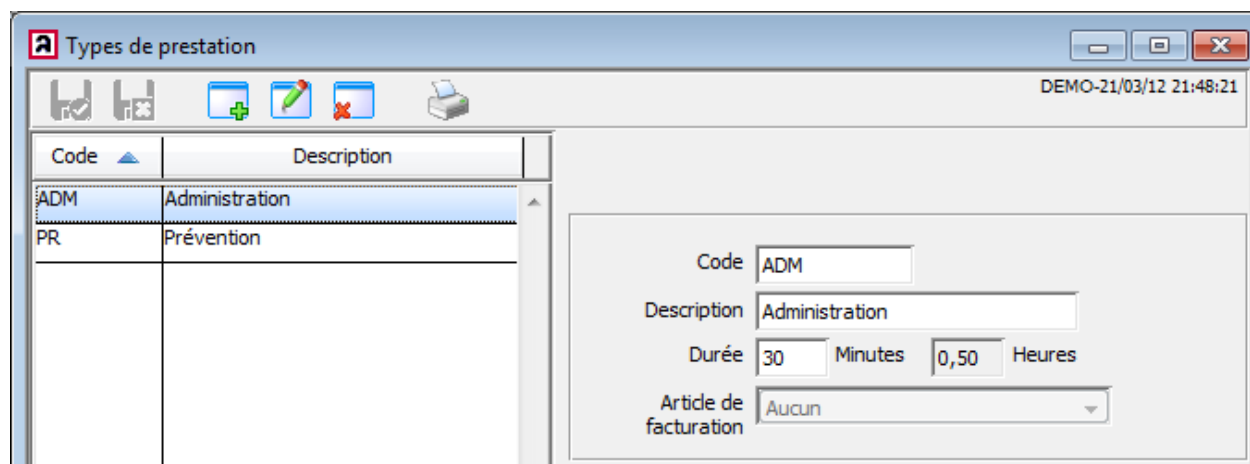 a Types de prestation
DEMO-21/03/12 21:48:21
Code Description
ADM Administration
PR Prévention
Code ADM
Description Administration
Durée 30 Minutes 0,50 Heures
Article de Aucun
facturation